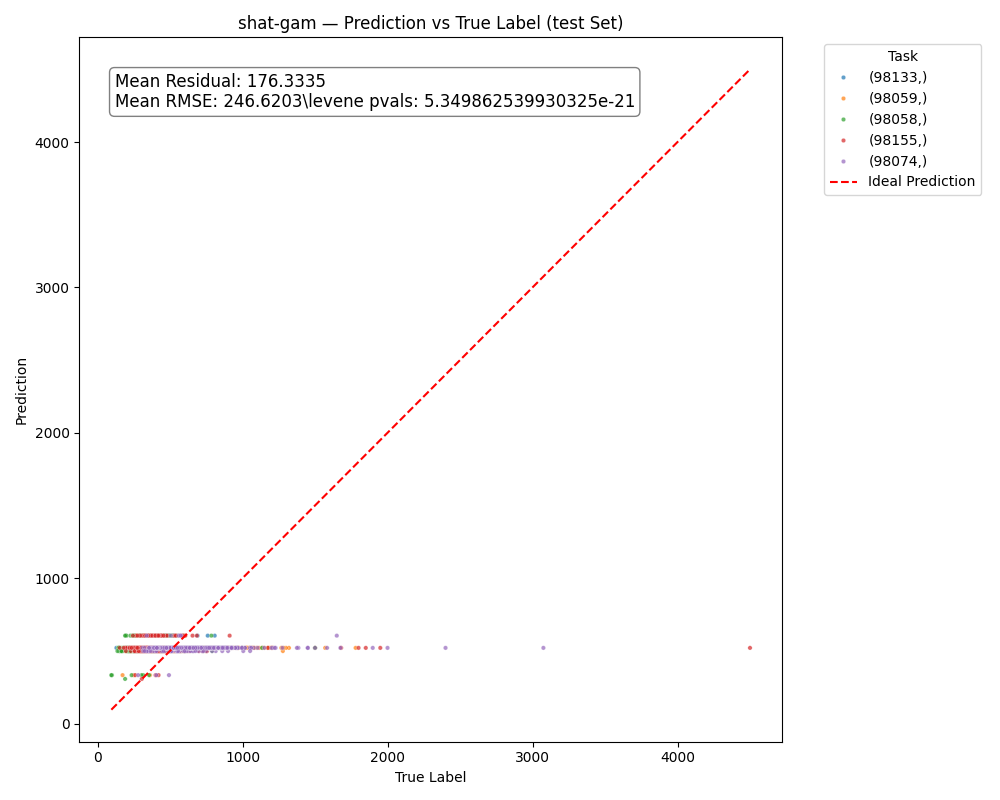 shat-gam — Prediction vs True Label (test Set)
Mean Residual: 176.3335
Mean RMSE: 246.6203\levene pvals: 5.349862539930325e-21
Task
(98133,)
(98059,)
(98058,)
(98155,)
(98074,)
Ideal Prediction
Prediction
4000
3000
2000
1000
0
0
1000
2000
3000
4000
True Label